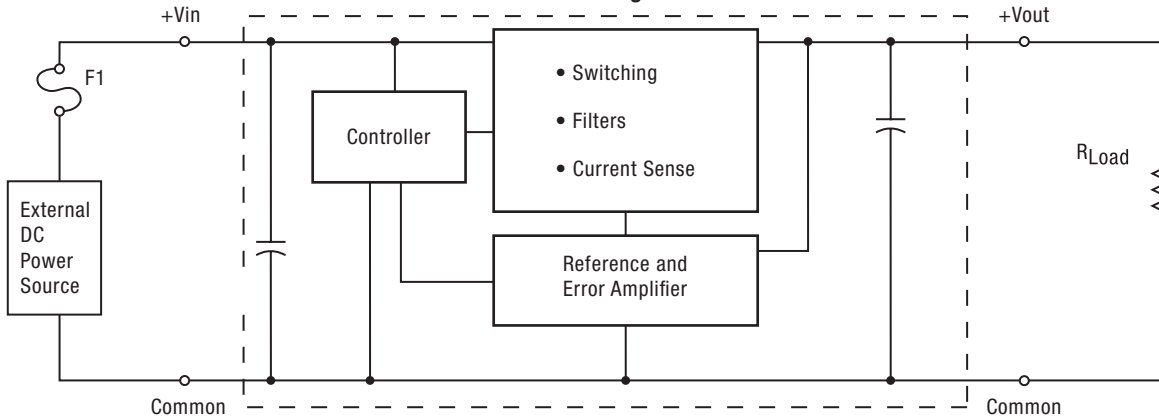 +Vin
+Vout
F1
• Switching
• Filters
• Current Sense
Controller
RLoad
External
DC
Power
Source
Reference and
Error Amplifier
Common
Common